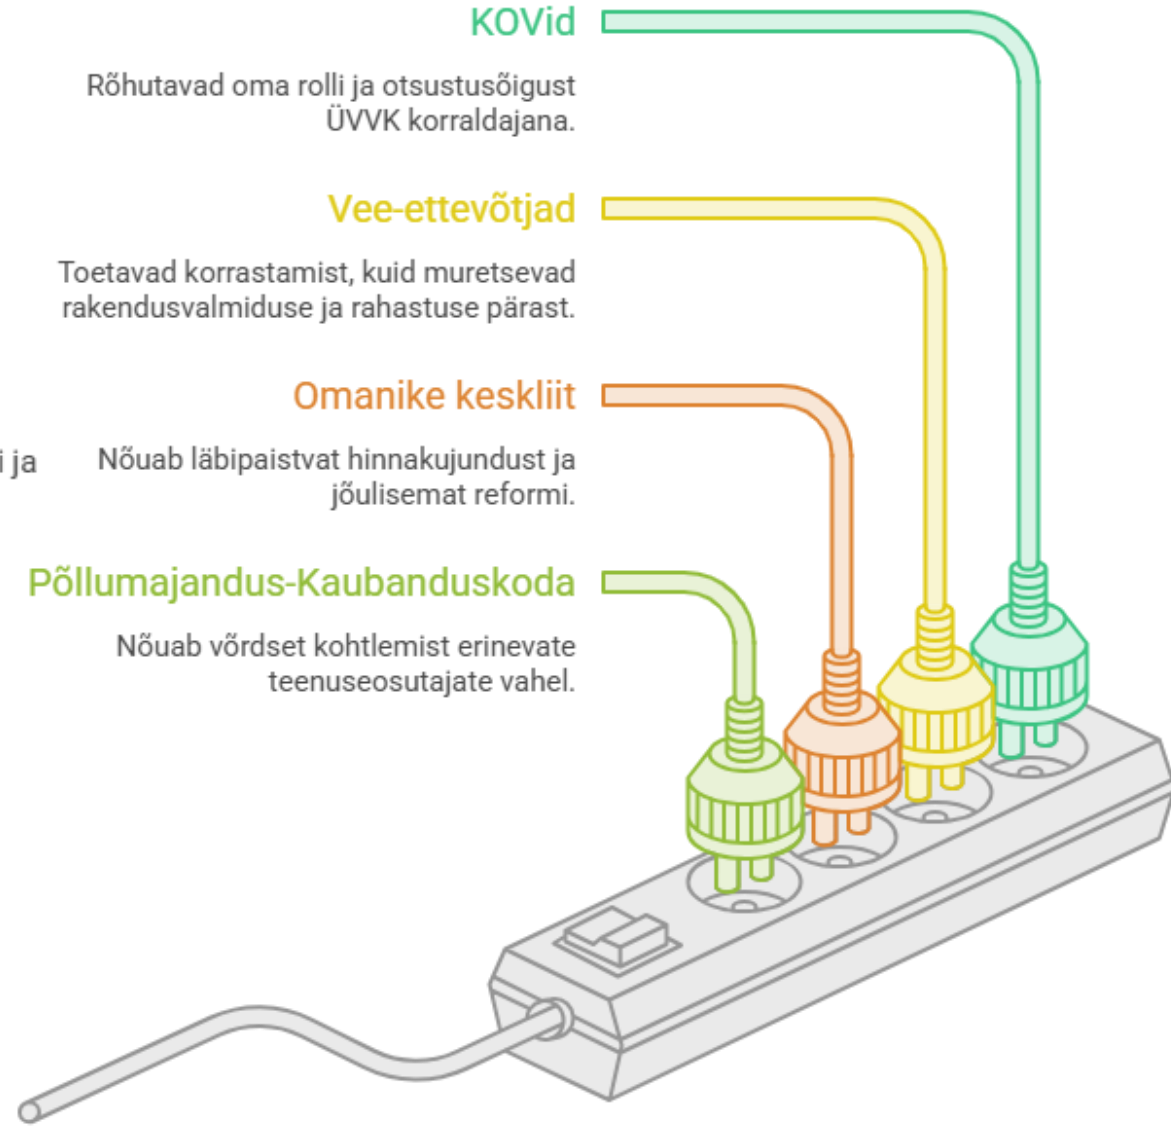 KOVid
Rõhutavad oma rolli ja otsustusõigust
ÜVVK korraldajana.
Vee-ettevõtjad
Toetavad korrastamist, kuid muretsevad
rakendusvalmiduse ja rahastuse pärast.
Omanike keskliit
i ja
Nõuab läbipaistvat hinnakujundust ja
jõulisemat reformi.
Põllumajandus-Kaubanduskoda
Nõuab võrdset kohtlemist erinevate
teenuseosutajate vahel.